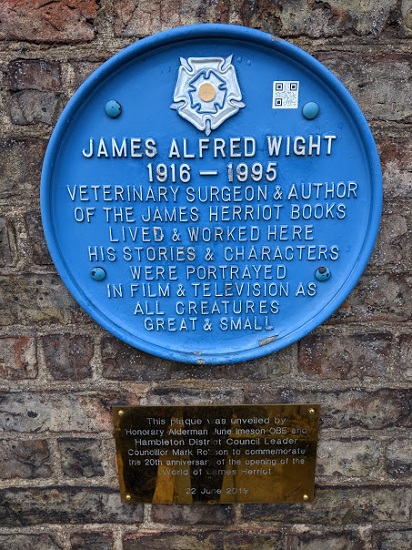 JAMES ALFRED WIGHT
1916 – 1995
VETERINARY SURGEON & AUTHOR
OF THE JAMES HERRIOT BOOKS
LIVED & WORKED HERE
HIS STORIES & CHARACTERS
WERE PORTRAYED
IN FILM & TELEVISION AS
ALL CREATURES
GREAT & SMALL
This plaque was unveiled by
Honorary Alderman June Imeson OBE and
Hambleton District Council Leader
Councillor Mark Robson to commemorate
the 20th anniversary of the opening of the
World of James Herriot
22 June 2019